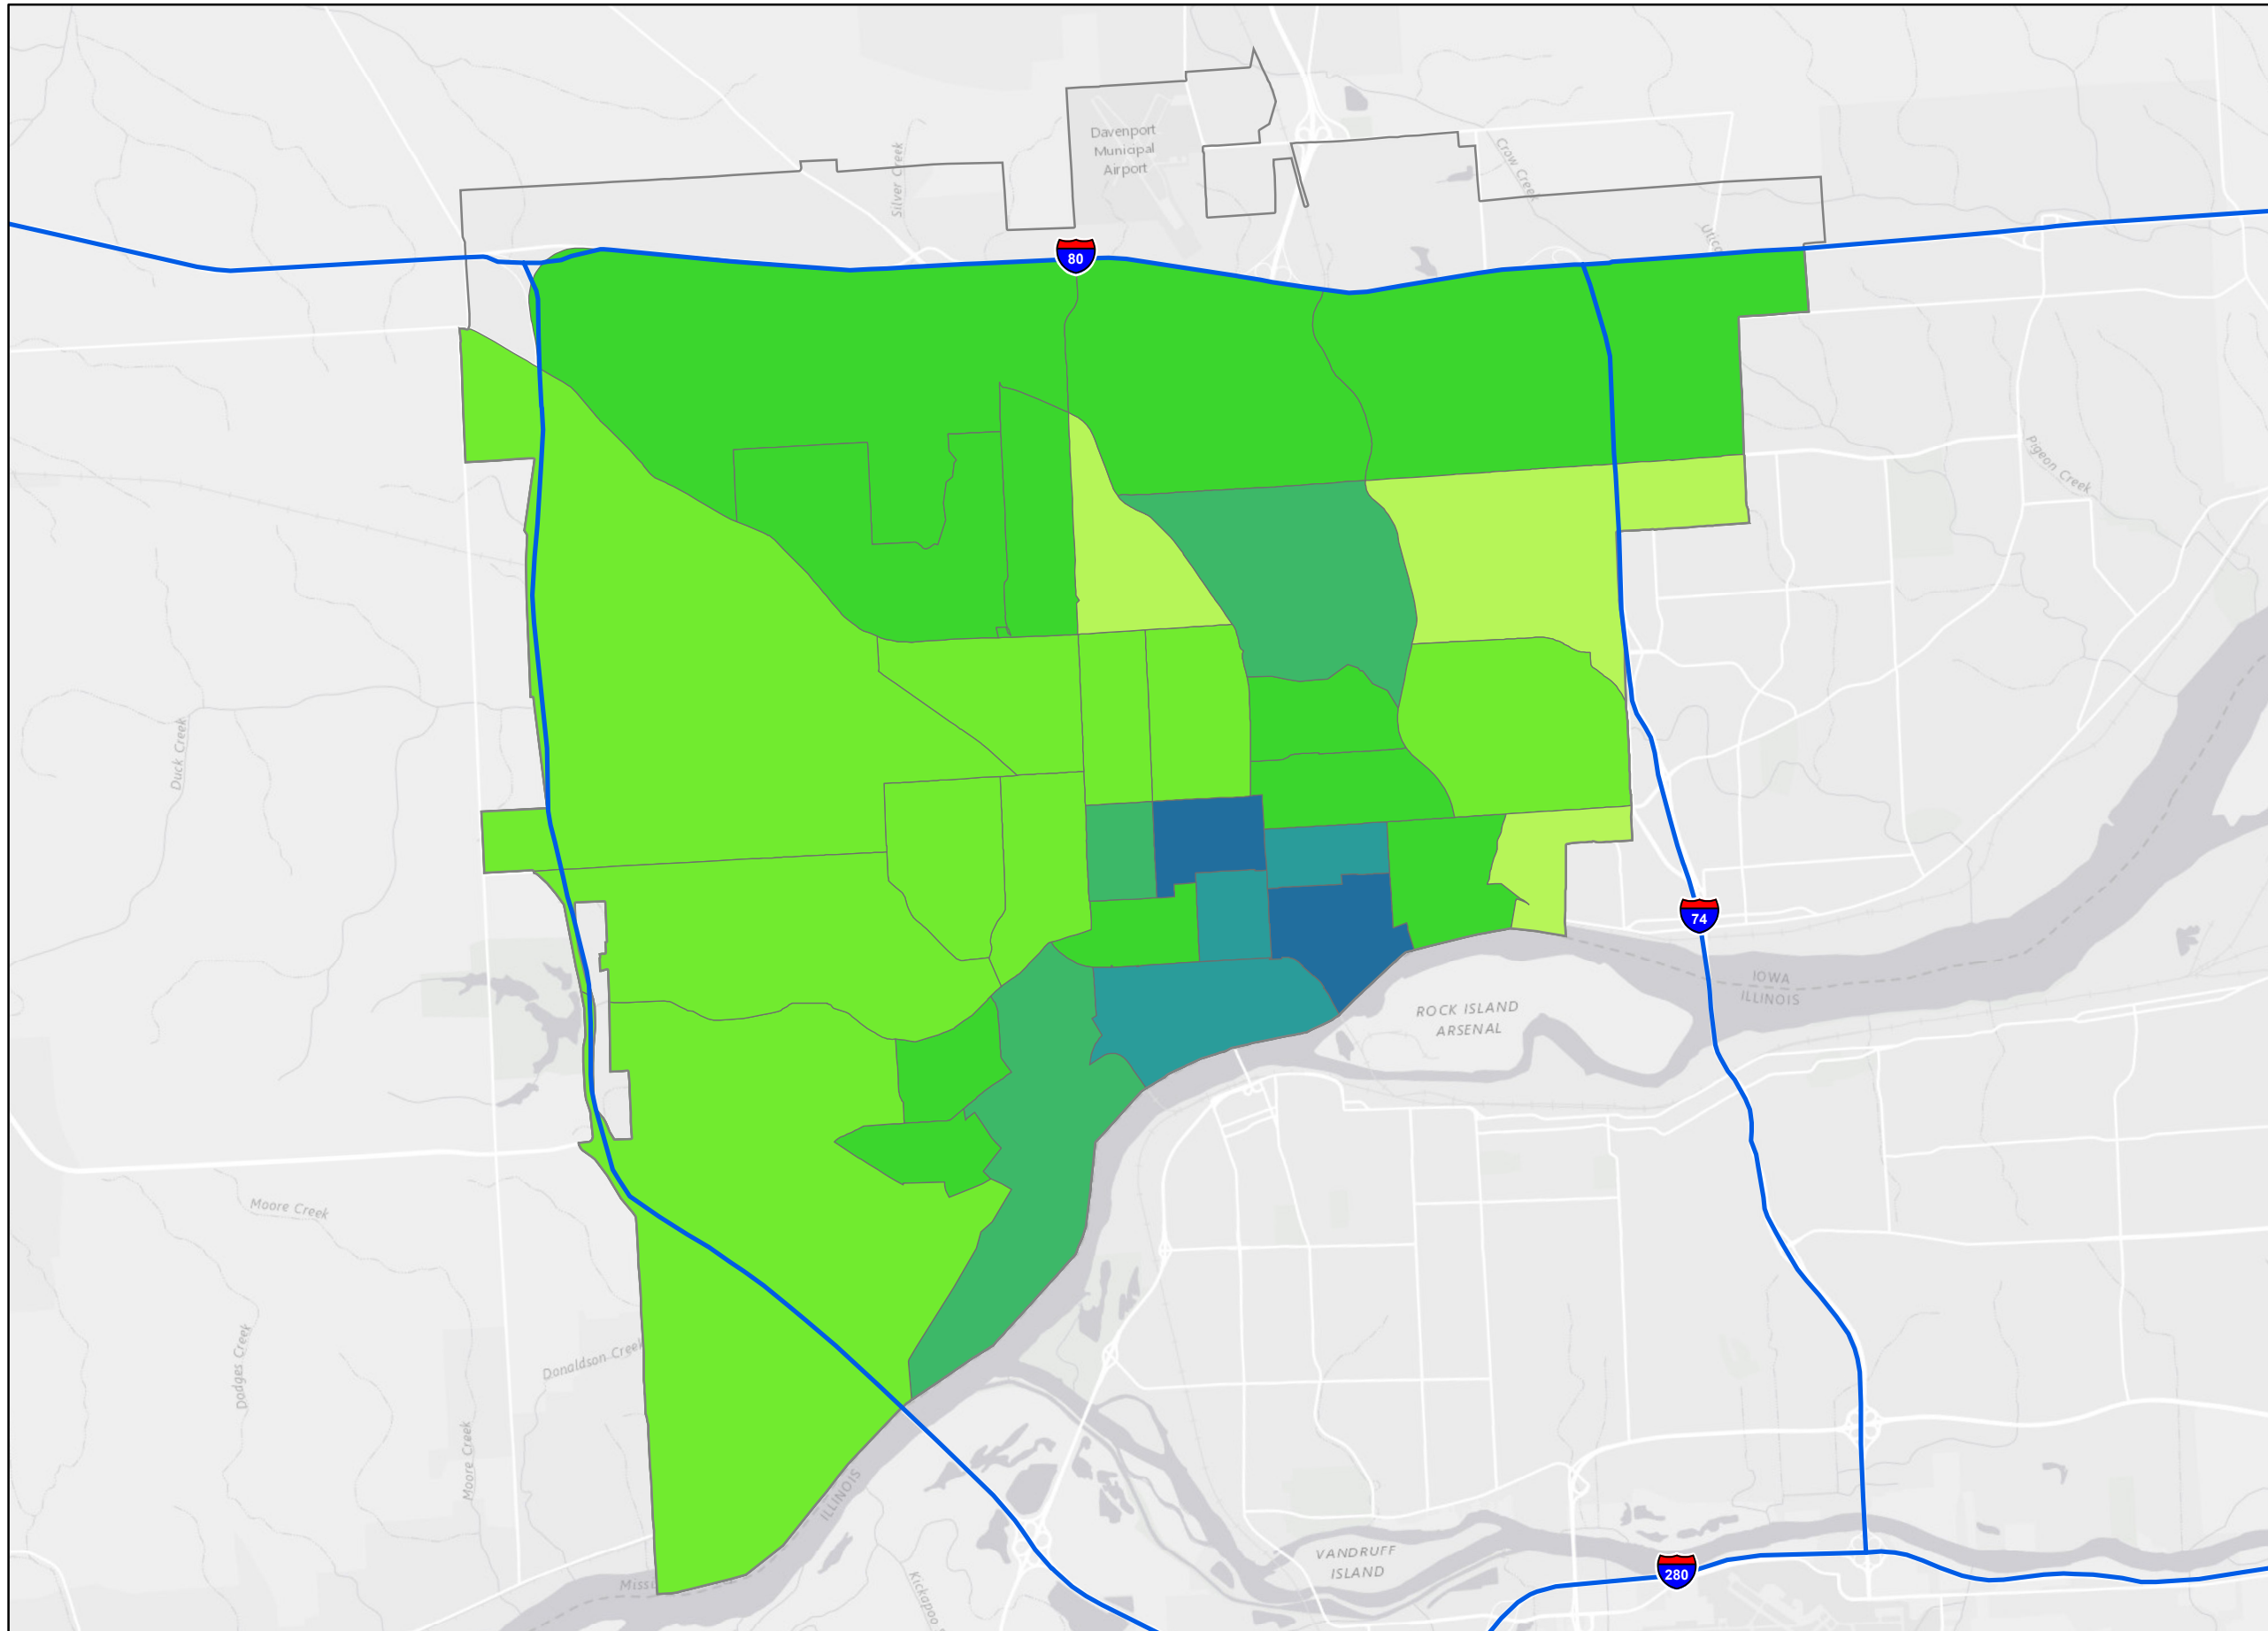 Davenport
Municipal
Airport
Silver Creek
Crow Creek
80
Pigeon Creek
Duck Creek
74
IOWA
ILLINOIS
ROCK ISLAND
ARSENAL
Moore Creek
Donaldson Creek
Dodges Creek
Moore Creek
ILLINOIS
VANDRUFF
ISLAND
280
Kickapoo